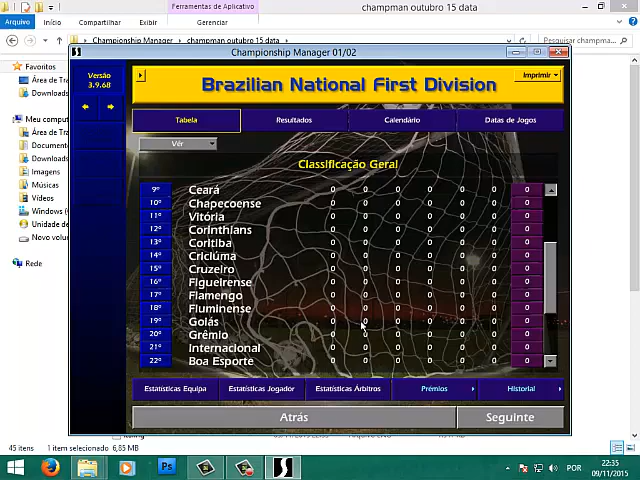 Ferramentas de Aplicativo
champman outubro 15 data
Arquivo Início Compartilhar Exibir Gerenciar
Championship Manager champman outubro 15 data
Pesquisar champma...
Favoritos
Área de Tra
Downloads
Meu comput
Área de Tra
Document
Downloads
Imagens
Músicas
Vídeos
Windows (
Unidade de
Novo volu
Rede
Championship Manager 01/02
Versão
3.9.68
Brazilian National First Division
Imprimir
Tabela Resultados Calendário Datas de Jogos
Vêr
Classificação Geral
9º Ceará 0 0 0 0 0 0 0
10º Chapecoense 0 0 0 0 0 0 0
11º Vitória 0 0 0 0 0 0 0
12º Corinthians 0 0 0 0 0 0 0
13º Coritiba 0 0 0 0 0 0 0
14º Criciúma 0 0 0 0 0 0 0
15º Cruzeiro 0 0 0 0 0 0 0
16º Figueirense 0 0 0 0 0 0 0
17º Flamengo 0 0 0 0 0 0 0
18º Fluminense 0 0 0 0 0 0 0
19º Goiás 0 0 0 0 0 0 0
20º Grêmio 0 0 0 0 0 0 0
21º Internacional 0 0 0 0 0 0 0
22º Boa Esporte 0 0 0 0 0 0 0
Estatísticas Equipa Estatísticas Jogador Estatísticas Árbitros Prémios Historial
Atrás Seguinte
45 itens 1 item selecionado 6,85 MB
Ps
POR
22:35
09/11/2015